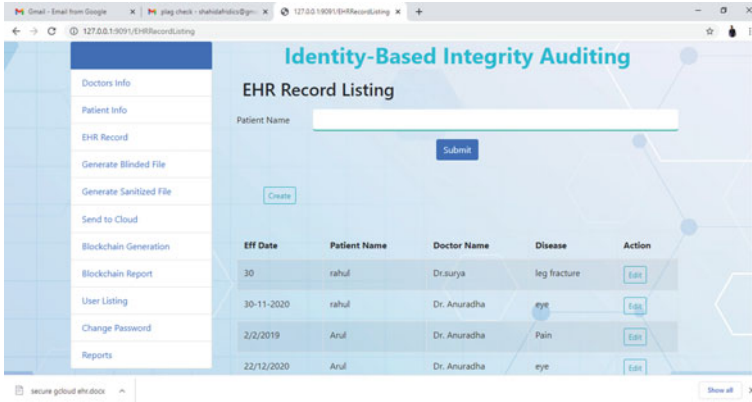 Gmail - Email from Google
plag check - shahidafridics@gm
127.0.0.1:9091/EHRRecordListing
127.0.0.1:9091/EHRRecordListing
Identity-Based Integrity Auditing
EHR Record Listing
Doctors Info
Patient Info
EHR Record
Generate Blinded File
Generate Sanitized File
Send to Cloud
Blockchain Generation
Blockchain Report
User Listing
Change Password
Reports
Patient Name
Submit
Create
Eff Date Patient Name Doctor Name Disease Action
30 rahul Dr.surya leg fracture Edit
30-11-2020 rahul Dr. Anuradha eye Edit
2/2/2019 Arul Dr. Anuradha Pain Edit
22/12/2020 Arul Dr. Anuradha eye Edit
secure gcloud ehr.docx
Show all